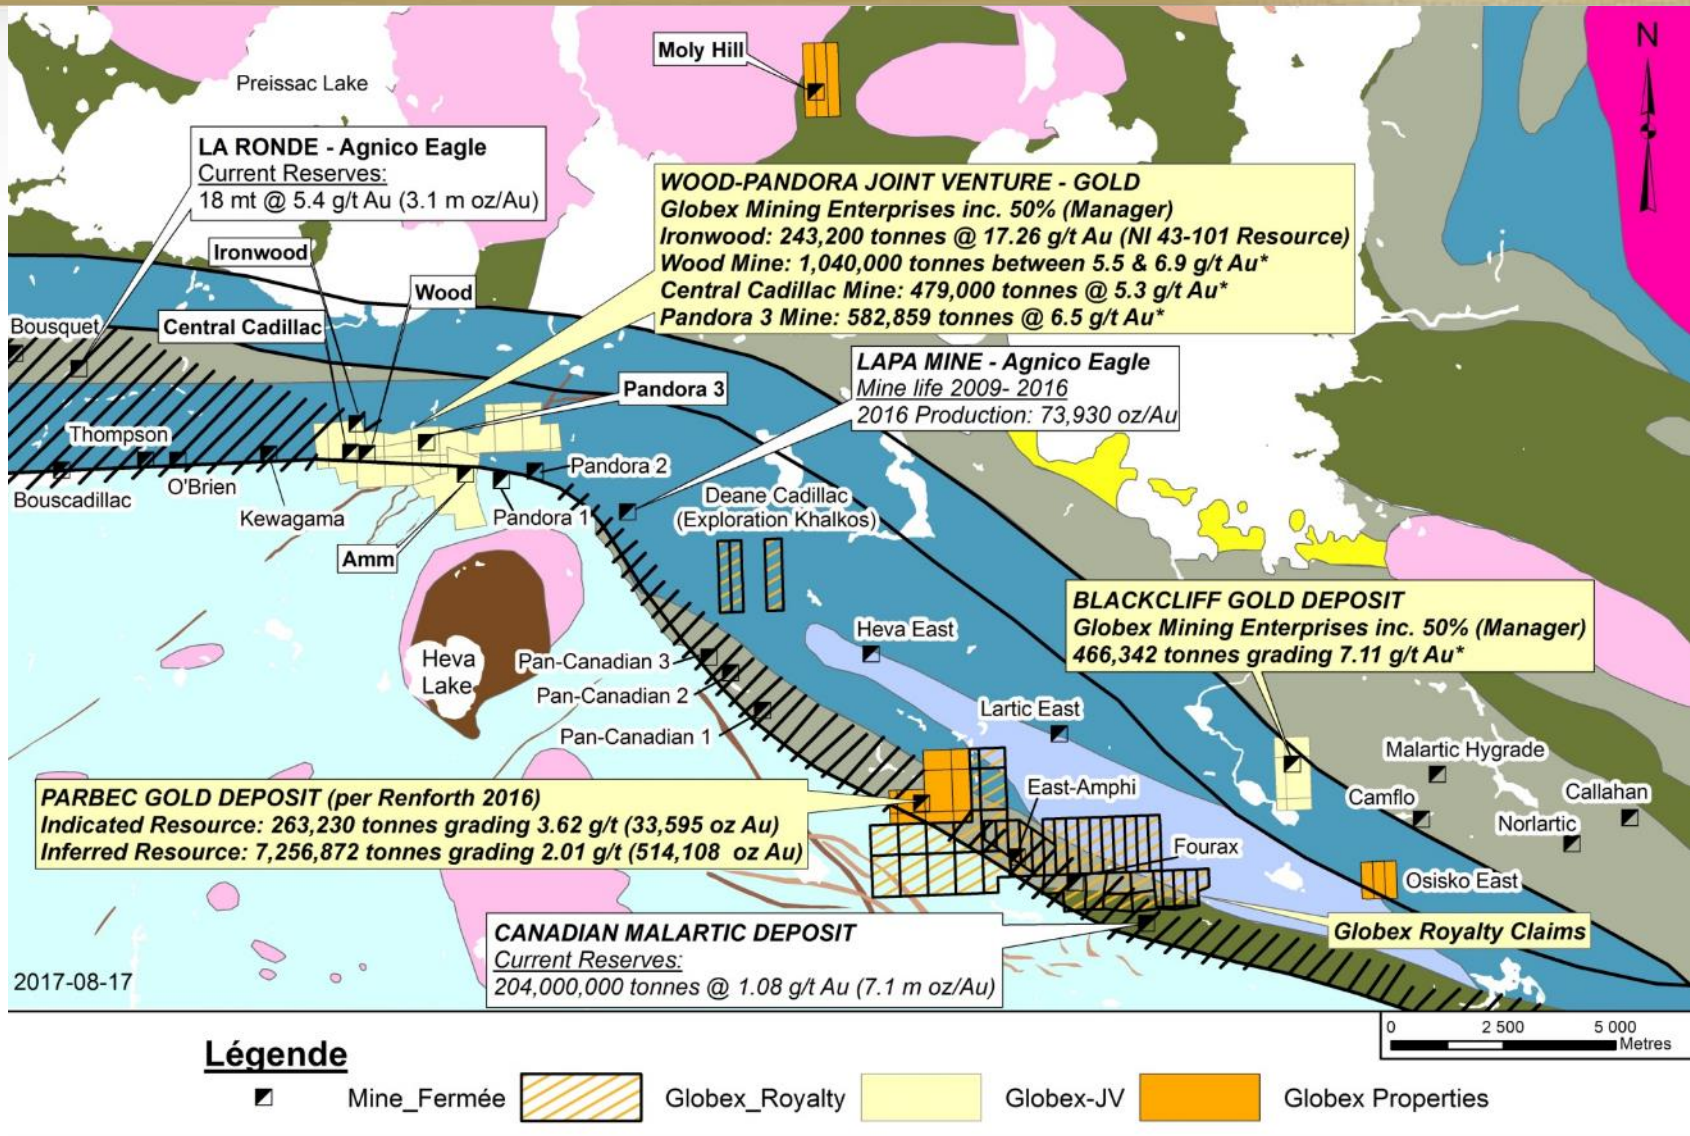 Moly Hill
N
Preissac Lake
LA RONDE - Agnico Eagle
Current Reserves:
18 mt @ 5.4 g/t Au (3.1 m oz/Au)
WOOD-PANDORA JOINT VENTURE - GOLD
Globex Mining Enterprises inc. 50% (Manager)
Ironwood: 243,200 tonnes @ 17.26 g/t Au (NI 43-101 Resource)
Wood Mine: 1,040,000 tonnes between 5.5 & 6.9 g/t Au*
Central Cadillac Mine: 479,000 tonnes @ 5.3 g/t Au*
Pandora 3 Mine: 582,859 tonnes @ 6.5 g/t Au*
Ironwood
Wood
Bousquet
Central Cadillac
LAPA MINE - Agnico Eagle
Mine life 2009- 2016
2016 Production: 73,930 oz/Au
Pandora 3
Thompson
Pandora 2
Bouscadillac
O'Brien
Kewagama
Pandora 1
Deane Cadillac
(Exploration Khalkos)
Amm
BLACKCLIFF GOLD DEPOSIT
Globex Mining Enterprises inc. 50% (Manager)
466,342 tonnes grading 7.11 g/t Au*
Heva East
Heva
Lake
Pan-Canadian 3
Pan-Canadian 2
Pan-Canadian 1
Lartic East
Malartic Hygrade
East-Amphi
Camflo
Callahan
Norlartic
PARBEC GOLD DEPOSIT (per Renforth 2016)
Indicated Resource: 263,230 tonnes grading 3.62 g/t (33,595 oz Au)
Inferred Resource: 7,256,872 tonnes grading 2.01 g/t (514,108 oz Au)
Fourax
Osisko East
Globex Royalty Claims
CANADIAN MALARTIC DEPOSIT
Current Reserves:
204,000,000 tonnes @ 1.08 g/t Au (7.1 m oz/Au)
2017-08-17
0 2 500 5 000
Metres
Légende
Mine_Fermée Globex_Royalty Globex-JV Globex Properties